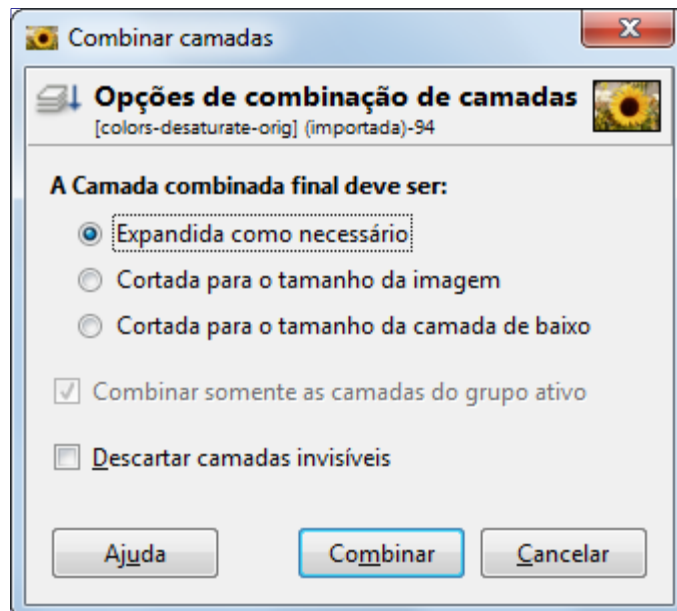 Combinar camadas
Opções de combinação de camadas
[colors-desaturate-orig] (importada)-94
A Camada combinada final deve ser:
Expandida como necessário
Cortada para o tamanho da imagem
Cortada para o tamanho da camada de baixo
Combinar somente as camadas do grupo ativo
Descartar camadas invisíveis
Ajuda Combinar Cancelar